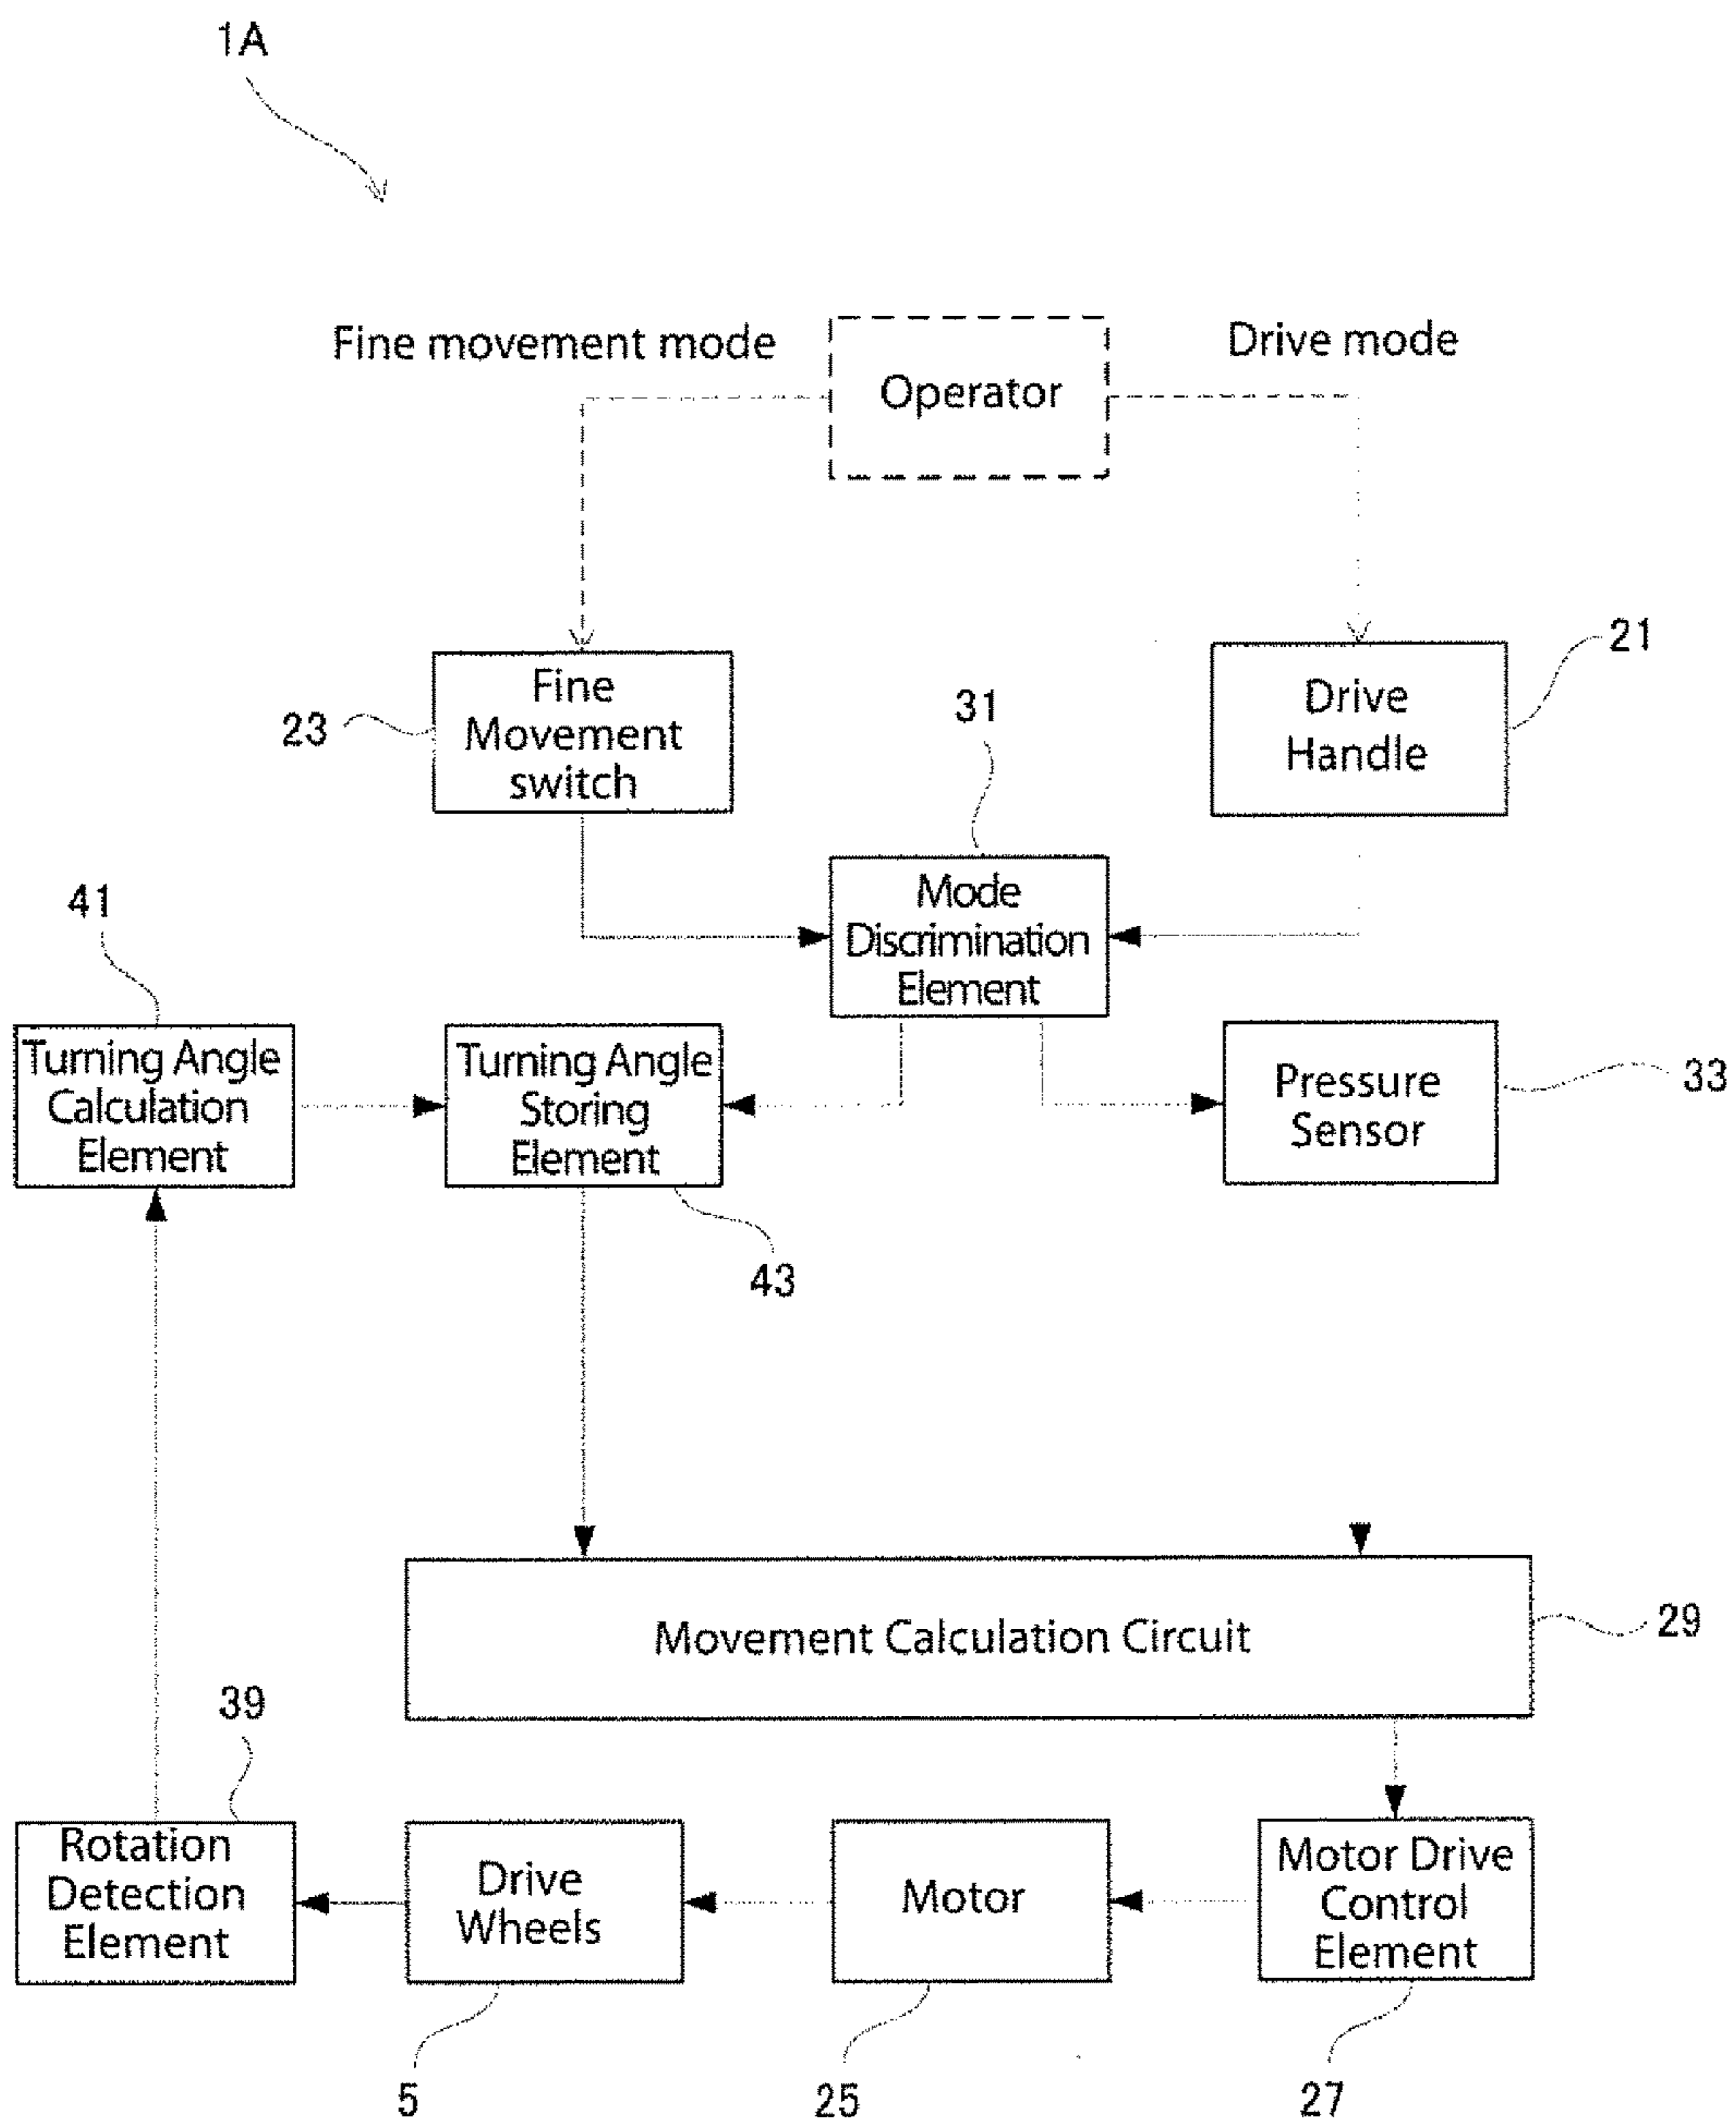 1A
Fine movement mode
Operator
Drive mode
Fine
Movement
switch
23
Drive
Handle
21
31
Mode
Discrimination
Element
41
Turning Angle
Calculation
Element
Turning Angle
Storing
Element
43
Pressure
Sensor
33
Movement Calculation Circuit
29
39
Rotation
Detection
Element
Drive
Wheels
Motor
Motor Drive
Control
Element
5
25
27